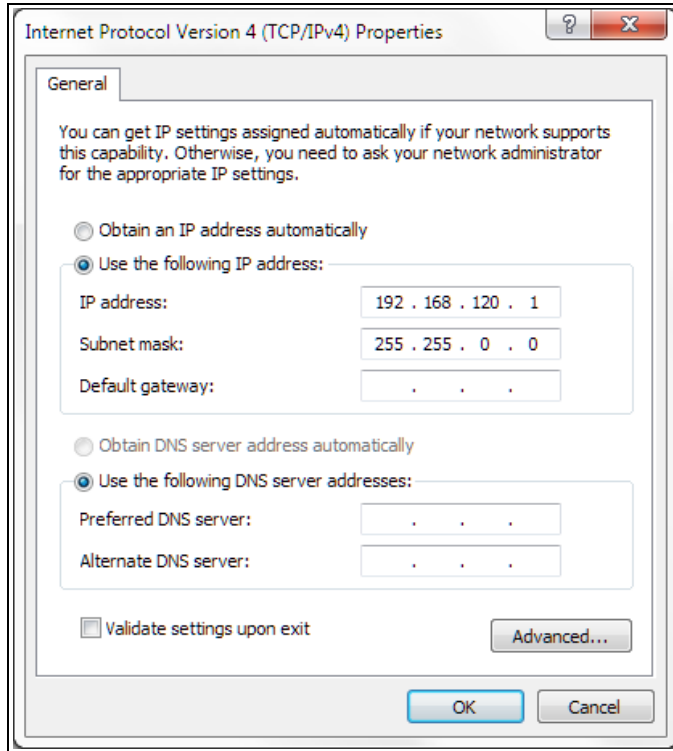 Internet Protocol Version 4 (TCP/IPv4) Properties
General
You can get IP settings assigned automatically if your network supports
this capability. Otherwise, you need to ask your network administrator
for the appropriate IP settings.
Obtain an IP address automatically
Use the following IP address:
IP address: 192 . 168 . 120 . 1
Subnet mask: 255 . 255 . 0 . 0
Default gateway: . . .
Obtain DNS server address automatically
Use the following DNS server addresses:
Preferred DNS server: . . .
Alternate DNS server: . . .
Validate settings upon exit
Advanced...
OK Cancel